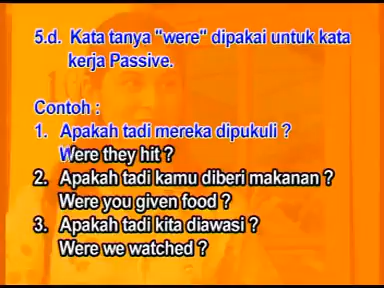 5.d. Kata tanya "were" dipakai untuk kata
kerja Passive.
Contoh :
1. Apakah tadi mereka dipukuli ?
Were they hit ?
2. Apakah tadi kamu diberi makanan ?
Were you given food ?
3. Apakah tadi kita diawasi ?
Were we watched ?